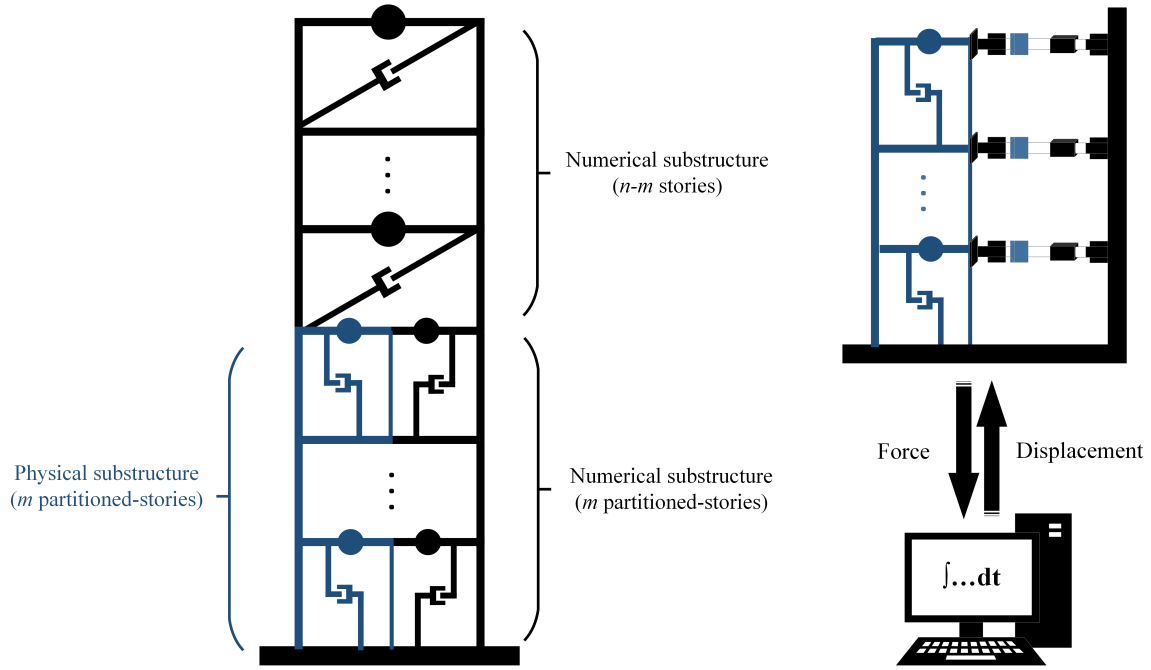 Numerical substructure
(n-m stories)
Physical substructure
(m partitioned-stories)
Numerical substructure
(m partitioned-stories)
Force
Displacement
∫...dt